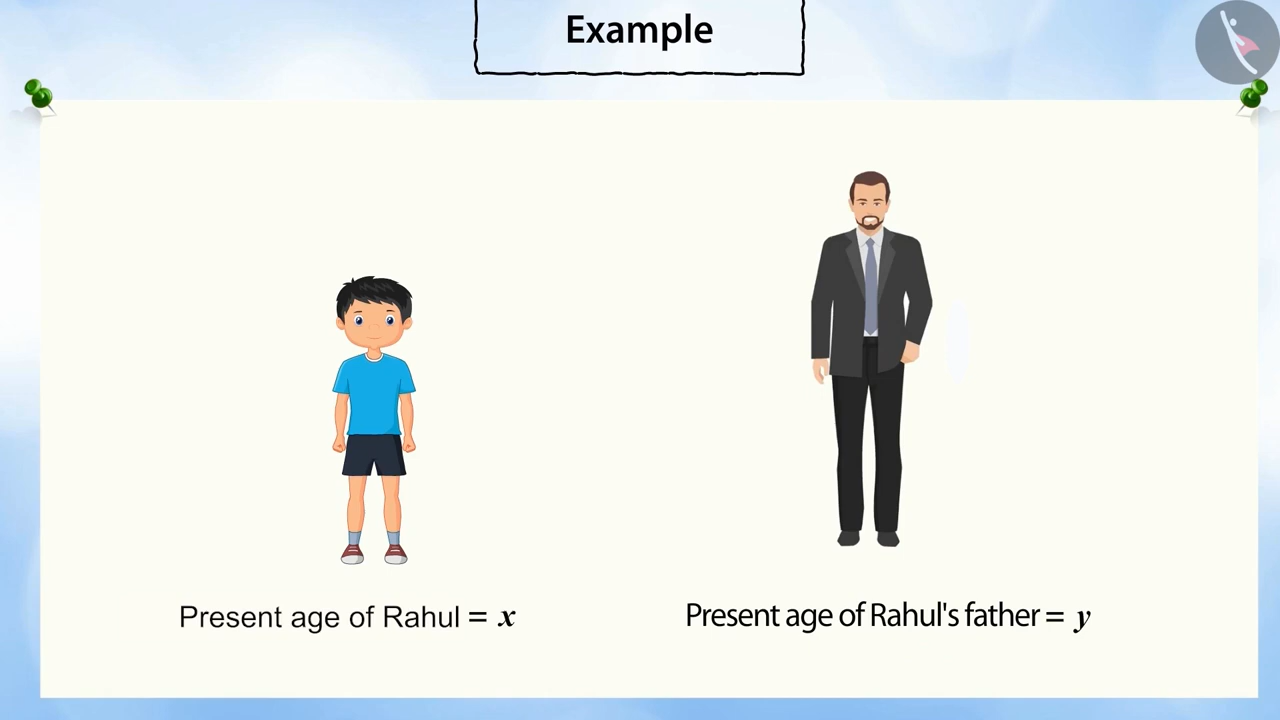 Example
Present age of Rahul = x
Present age of Rahul's father = y